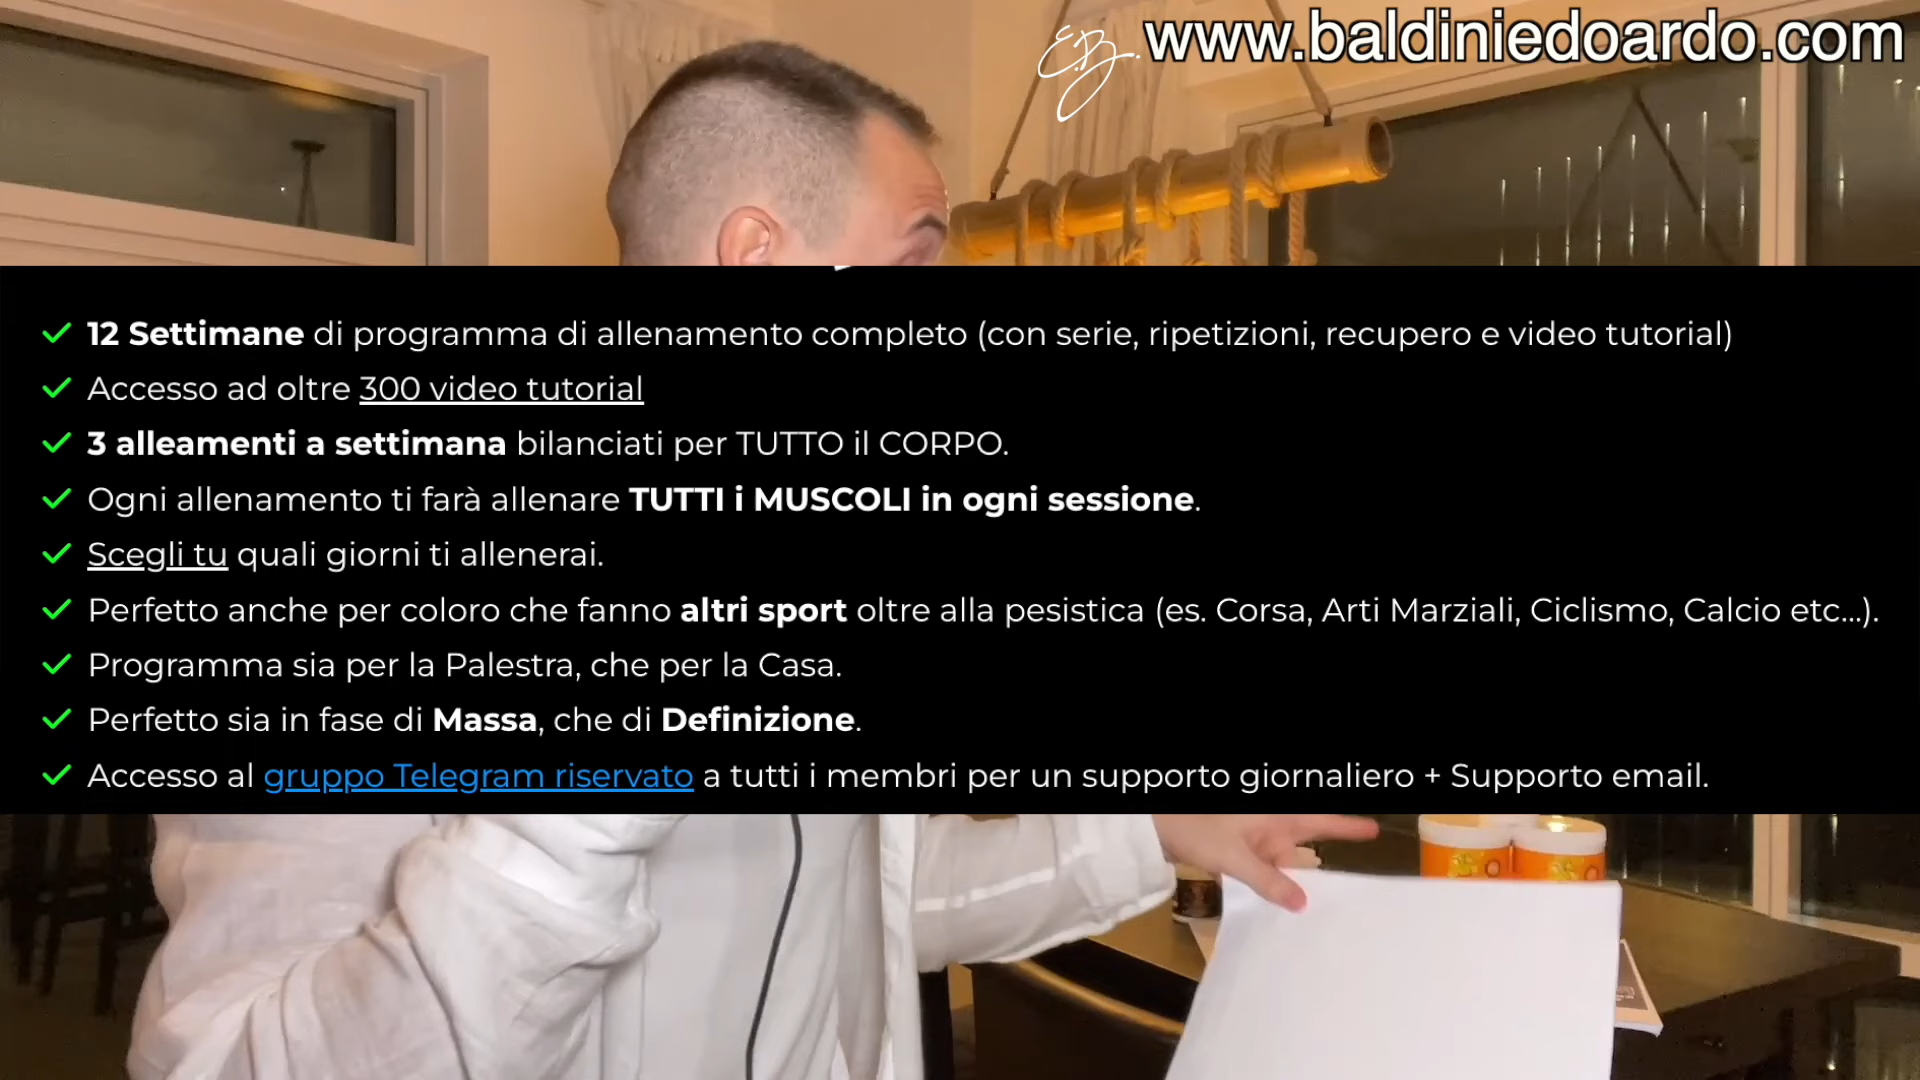 E.B. www.baldiniedoardo.com
12 Settimane di programma di allenamento completo (con serie, ripetizioni, recupero e video tutorial)
Accesso ad oltre 300 video tutorial
3 alleamenti a settimana bilanciati per TUTTO il CORPO.
Ogni allenamento ti farà allenare TUTTI i MUSCOLI in ogni sessione.
Scegli tu quali giorni ti allenerai.
Perfetto anche per coloro che fanno altri sport oltre alla pesistica (es. Corsa, Arti Marziali, Ciclismo, Calcio etc...).
Programma sia per la Palestra, che per la Casa.
Perfetto sia in fase di Massa, che di Definizione.
Accesso al gruppo Telegram riservato a tutti i membri per un supporto giornaliero + Supporto email.